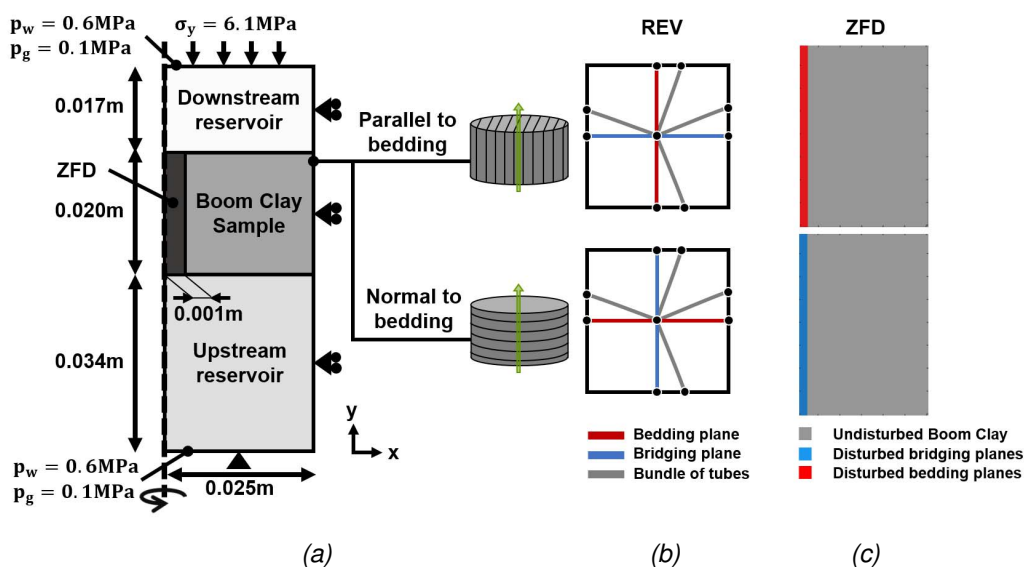 p_w = 0.6MPa
p_g = 0.1MPa
σ_y = 6.1MPa
REV
ZFD
0.017m
Downstream
reservoir
Parallel to
bedding
ZFD
0.020m
Boom Clay
Sample
0.001m
Normal to
bedding
0.034m
Upstream
reservoir
y
x
p_w = 0.6MPa
p_g = 0.1MPa
0.025m
Bedding plane
Bridging plane
Bundle of tubes
Undisturbed Boom Clay
Disturbed bridging planes
Disturbed bedding planes
(a)
(b)
(c)